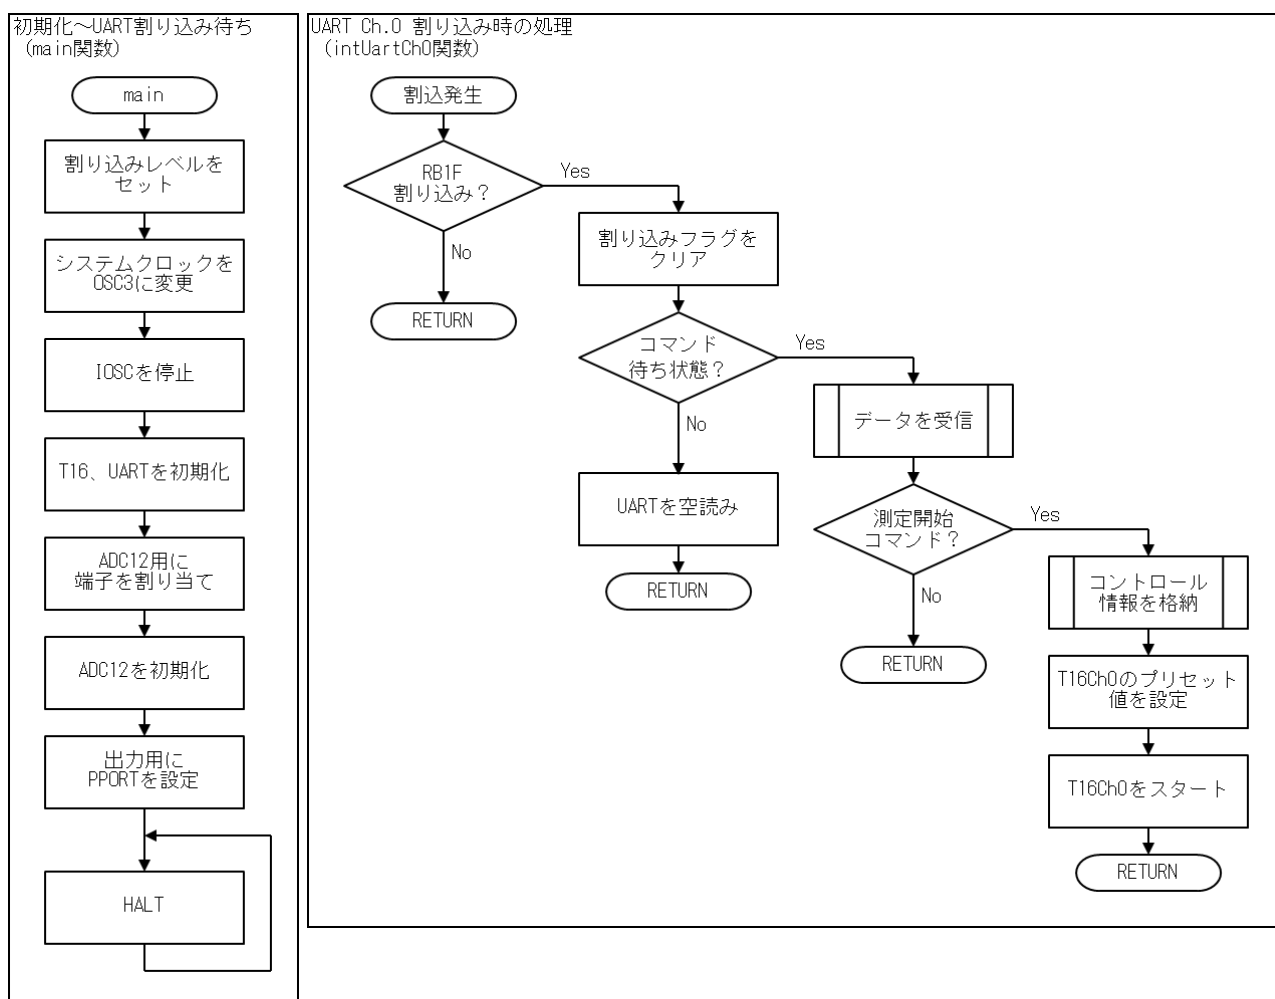 初期化～UART割り込み待ち
(main関数)
main
割り込みレベルを
セット
システムクロックを
OSC3に変更
IOSCを停止
T16、UARTを初期化
ADC12用に
端子を割り当て
ADC12を初期化
出力用に
PPORTを設定
HALT
UART Ch.0 割り込み時の処理
(intUartCh0関数)
割込発生
RB1F
割り込み？
Yes
No
RETURN
割り込みフラグを
クリア
コマンド
待ち状態？
Yes
No
UARTを空読み
RETURN
データを受信
測定開始
コマンド？
Yes
No
RETURN
コントロール
情報を格納
T16Ch0のプリセット
値を設定
T16Ch0をスタート
RETURN